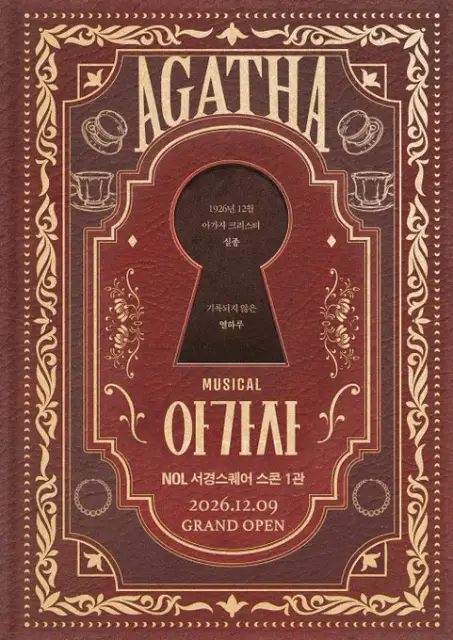 AGATHA
1926년 12월
아가사 크리스티
실종
기록되지 않은
열하루
MUSICAL
아가사
NOL 서경스퀘어 스콘 1관
2026.12.09
GRAND OPEN